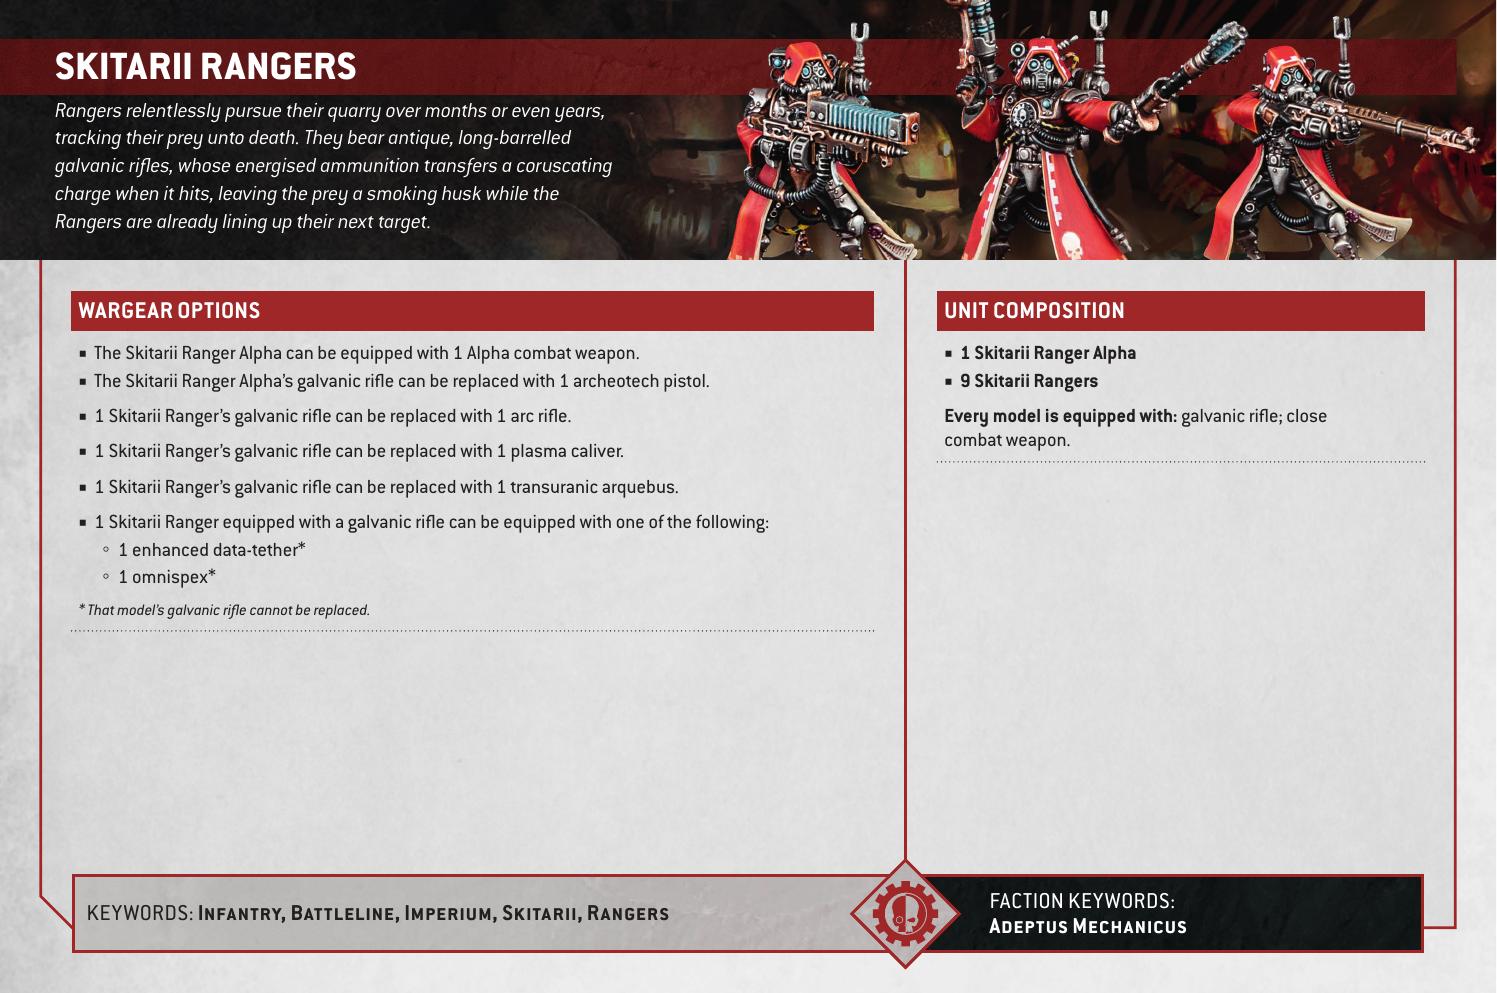 SKITARII RANGERS
Rangers relentlessly pursue their quarry over months or even years,
tracking their prey unto death. They bear antique, long-barrelled
galvanic rifles, whose energised ammunition transfers a coruscating
charge when it hits, leaving the prey a smoking husk while the
Rangers are already lining up their next target.
WARGEAR OPTIONS
■ The Skitarii Ranger Alpha can be equipped with 1 Alpha combat weapon.
■ The Skitarii Ranger Alpha's galvanic rifle can be replaced with 1 archeotech pistol.
■ 1 Skitarii Ranger's galvanic rifle can be replaced with 1 arc rifle.
■ 1 Skitarii Ranger's galvanic rifle can be replaced with 1 plasma caliver.
■ 1 Skitarii Ranger's galvanic rifle can be replaced with 1 transuranic arquebus.
■ 1 Skitarii Ranger equipped with a galvanic rifle can be equipped with one of the following:
◦ 1 enhanced data-tether*
◦ 1 omnispex*
* That model's galvanic rifle cannot be replaced.
UNIT COMPOSITION
■ 1 Skitarii Ranger Alpha
■ 9 Skitarii Rangers
Every model is equipped with: galvanic rifle; close
combat weapon.
KEYWORDS: Infantry, Battleline, Imperium, Skitarii, Rangers
FACTION KEYWORDS:
Adeptus Mechanicus